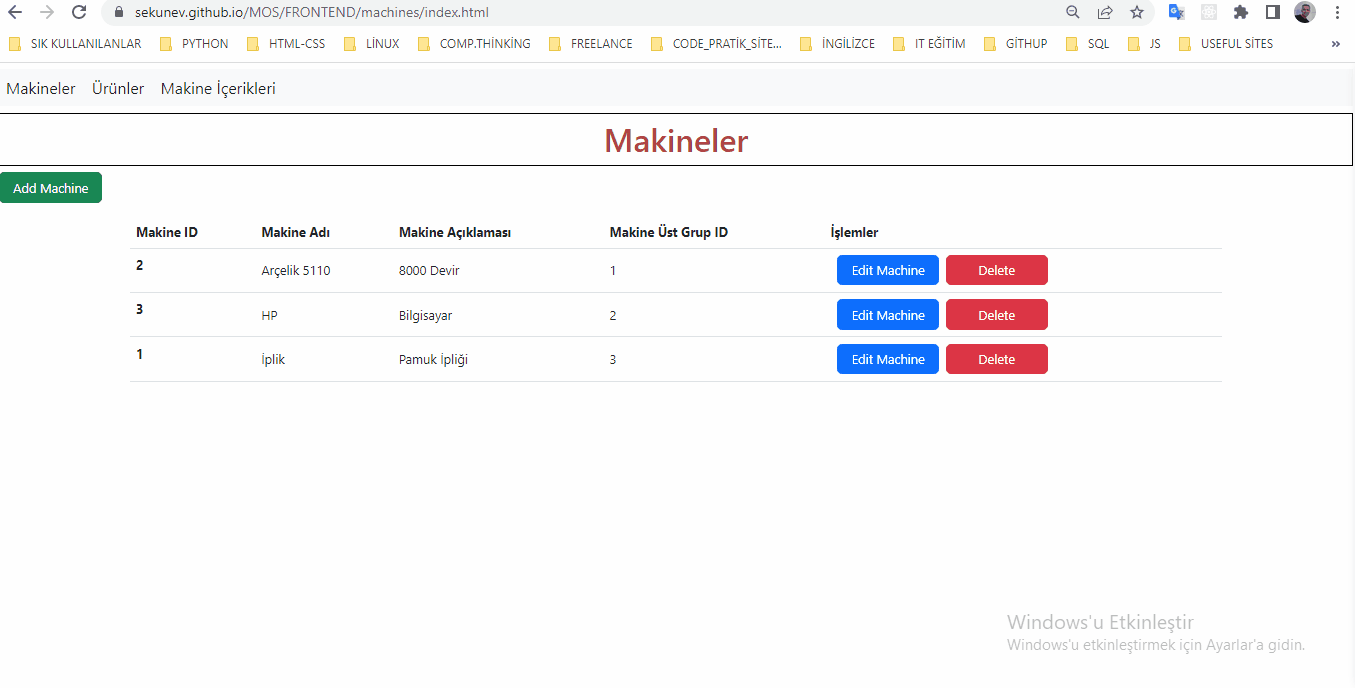 sekunev.github.io/MOS/FRONTEND/machines/index.html
SIK KULLANILANLAR PYTHON HTML-CSS LİNUX COMP.THİNKİNG FREELANCE CODE_PRATİK_SİTE... İNGİLİZCE IT EĞİTİM GİTHUP SQL JS USEFUL SİTES »
Makineler Ürünler Makine İçerikleri
Makineler
Add Machine
Makine ID Makine Adı Makine Açıklaması Makine Üst Grup ID İşlemler
2 Arçelik 5110 8000 Devir 1 Edit Machine Delete
3 HP Bilgisayar 2 Edit Machine Delete
1 İplik Pamuk İpliği 3 Edit Machine Delete
Windows'u Etkinleştir
Windows'u etkinleştirmek için Ayarlar'a gidin.